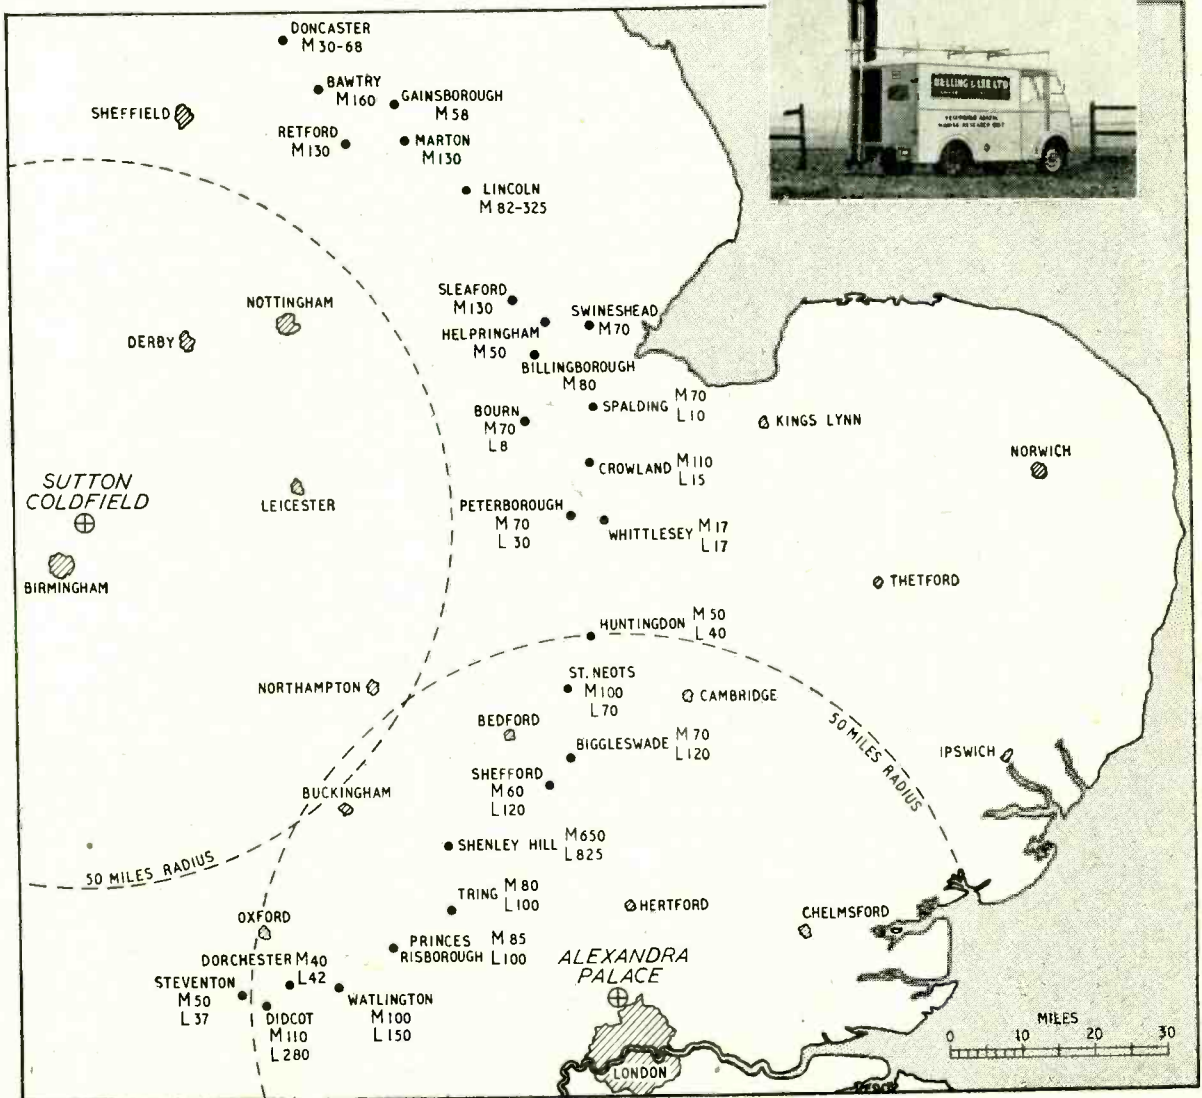 DONCASTER
M 30-68
BAWTRY
M 160
GAINSBOROUGH
M 58
SHEFFIELD
RETFORD
M 130
MARTON
M 130
LINCOLN
M 82-325
BELLING & LEE LTD
SLEAFORD
M 130
NOTTINGHAM
SWINESHEAD
M 70
DERBY
HELPRINGHAM
M 50
BILLINGBOROUGH
M 80
SPALDING M 70
L 10
BOURN
M 70
L 8
KINGS LYNN
NORWICH
CROWLAND M 110
L 15
SUTTON
COLDFIELD
LEICESTER
PETERBOROUGH
M 70
L 30
WHITTLESEY M 17
L 17
BIRMINGHAM
THETFORD
HUNTINGDON M 50
L 40
ST. NEOTS
M 100
L 70
NORTHAMPTON
CAMBRIDGE
BEDFORD
BIGGLESWADE M 70
L 120
50 MILES RADIUS
IPSWICH
SHEFFORD
M 60
L 120
BUCKINGHAM
SHENLEY HILL M 650
L 825
50 MILES RADIUS
TRING M 80
L 100
HERTFORD
CHELMSFORD
OXFORD
PRINCES
RISBOROUGH M 85
L 100
ALEXANDRA
PALACE
DORCHESTER M 40
L 42
STEVENTON
M 50
L 37
DIDCOT
M 110
L 280
WATLINGTON
M 100
L 150
LONDON
MILES
0 10 20 30